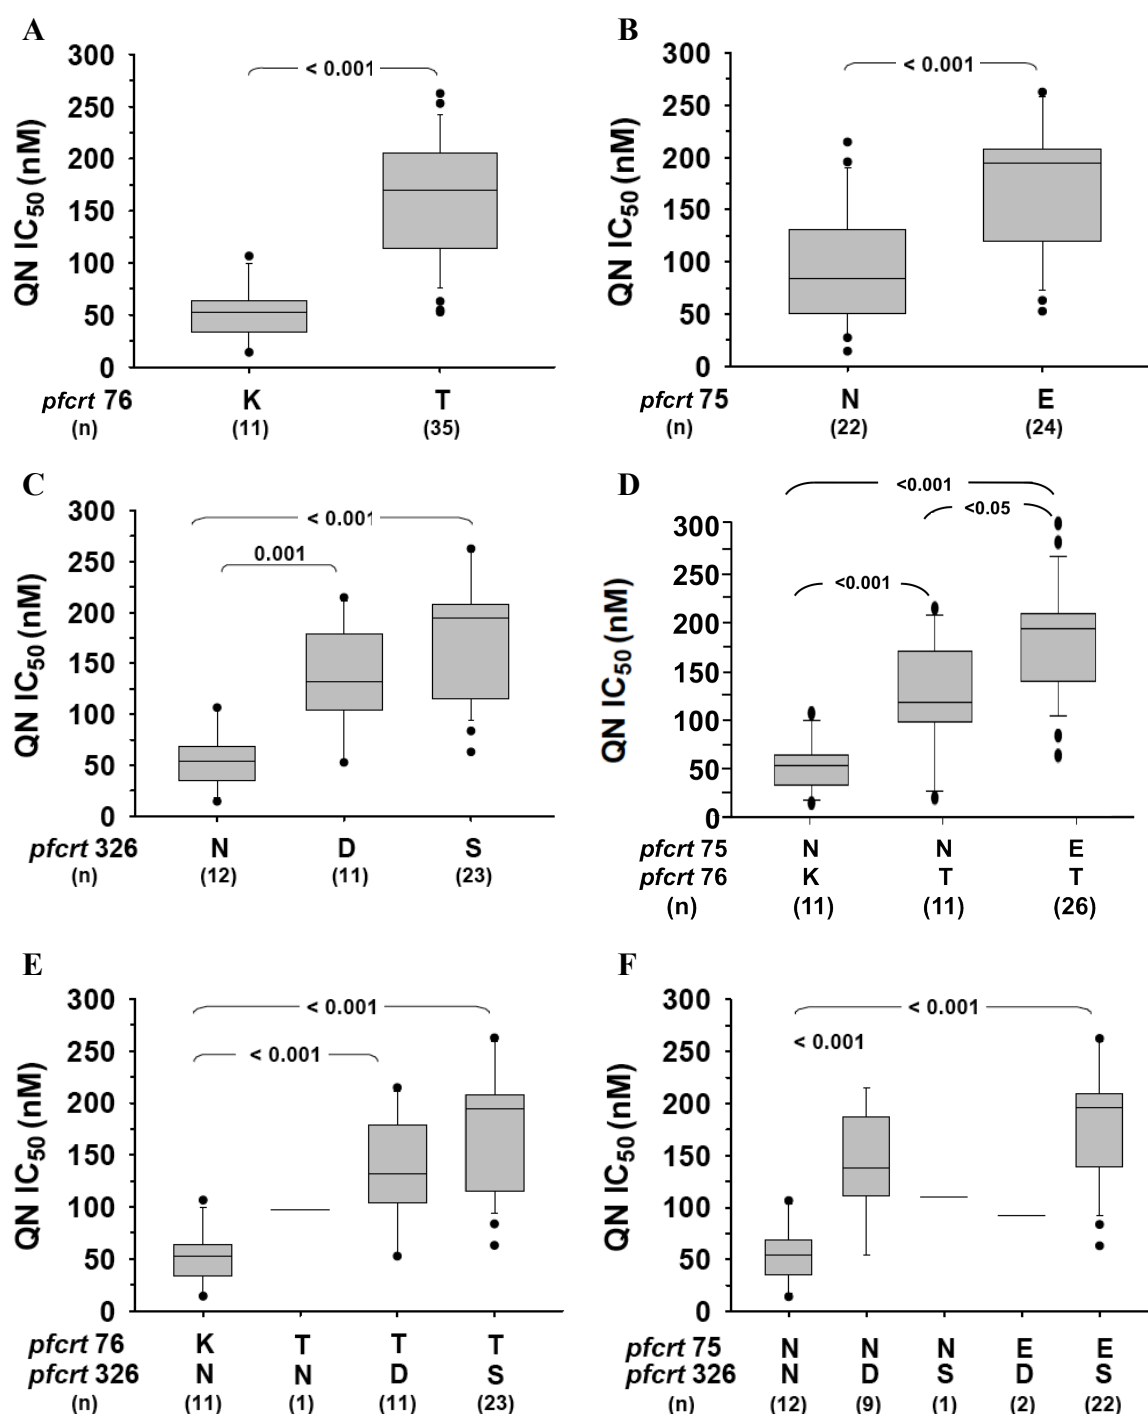 A
300
250
200
150
100
50
0
QN IC50 (nM)
< 0.001
pfcrt 76 K T
(n) (11) (35)
B
300
250
200
150
100
50
0
QN IC50 (nM)
< 0.001
pfcrt 75 N E
(n) (22) (24)
C
300
250
200
150
100
50
0
QN IC50 (nM)
< 0.001
0.001
pfcrt 326 N D S
(n) (12) (11) (23)
D
300
250
200
150
100
50
0
QN IC50 (nM)
<0.001
<0.05
<0.001
pfcrt 75 N N E
pfcrt 76 K T T
(n) (11) (11) (26)
E
300
250
200
150
100
50
0
QN IC50 (nM)
< 0.001
< 0.001
pfcrt 76 K T T T
pfcrt 326 N N D S
(n) (11) (1) (11) (23)
F
300
250
200
150
100
50
0
QN IC50 (nM)
< 0.001
< 0.001
pfcrt 75 N N N E E
pfcrt 326 N D S D S
(n) (12) (9) (1) (2) (22)